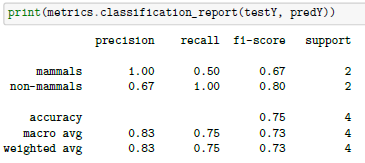 print(metrics.classification_report(testY, predY))
precision recall f1-score support
mammals 1.00 0.50 0.67 2
non-mammals 0.67 1.00 0.80 2
accuracy 0.75 4
macro avg 0.83 0.75 0.73 4
weighted avg 0.83 0.75 0.73 4